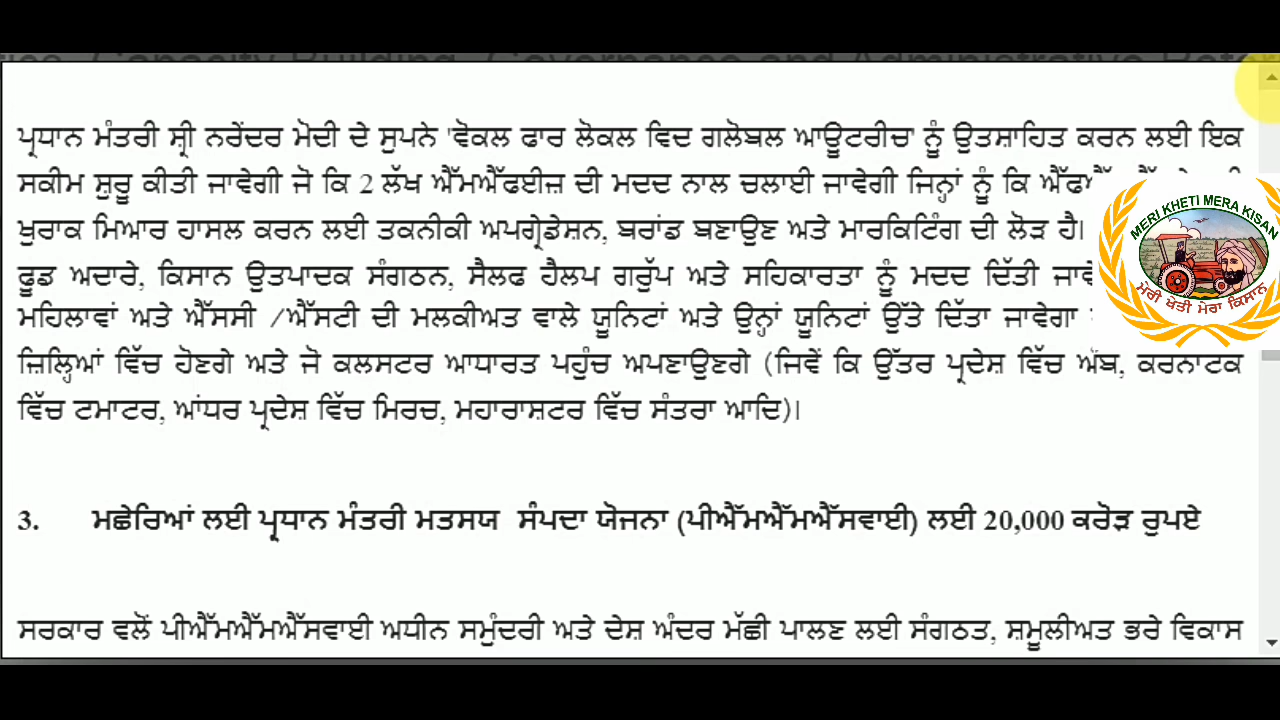 ਪ੍ਰਧਾਨ ਮੰਤਰੀ ਸ਼੍ਰੀ ਨਰੇਂਦਰ ਮੋਦੀ ਦੇ ਸੁਪਨੇ 'ਵੋਕਲ ਫਾਰ ਲੋਕਲ ਵਿਦ ਗਲੋਬਲ ਆਊਟਰੀਚ' ਨੂੰ ਉਤਸ਼ਾਹਿਤ ਕਰਨ ਲਈ ਇਕ
ਸਕੀਮ ਸ਼ੁਰੂ ਕੀਤੀ ਜਾਵੇਗੀ ਜੋ ਕਿ 2 ਲੱਖ ਐੱਮਐੱਫਈਜ਼ ਦੀ ਮਦਦ ਨਾਲ ਚਲਾਈ ਜਾਵੇਗੀ ਜਿਨ੍ਹਾਂ ਨੂੰ ਕਿ
ਖੁਰਾਕ ਮਿਆਰ ਹਾਸਲ ਕਰਨ ਲਈ ਤਕਨੀਕੀ ਅਪਗ੍ਰੇਡੇਸ਼ਨ, ਬਰਾਂਡ ਬਣਾਉਣ ਅਤੇ ਮਾਰਕਿਟਿੰਗ ਦੀ ਲੋੜ ਹੈ।
ਫੂਡ ਅਦਾਰੇ, ਕਿਸਾਨ ਉਤਪਾਦਕ ਸੰਗਠਨ, ਸੈਲਫ ਹੈਲਪ ਗਰੁੱਪ ਅਤੇ ਸਹਿਕਾਰਤਾ ਨੂੰ ਮਦਦ ਦਿੱਤੀ
ਮਹਿਲਾਵਾਂ ਅਤੇ ਐੱਸਸੀ /ਐੱਸਟੀ ਦੀ ਮਲਕੀਅਤ ਵਾਲੇ ਯੂਨਿਟਾਂ ਅਤੇ ਉਨ੍ਹਾਂ ਯੂਨਿਟਾਂ ਉੱਤੇ ਦਿੱਤਾ ਜਾਵੇਗਾ
ਜ਼ਿਲ੍ਹਿਆਂ ਵਿੱਚ ਹੋਣਗੇ ਅਤੇ ਜੋ ਕਲਸਟਰ ਆਧਾਰਤ ਪਹੁੰਚ ਅਪਣਾਉਣਗੇ (ਜਿਵੇਂ ਕਿ ਉੱਤਰ ਪ੍ਰਦੇਸ਼ ਵਿੱਚ ਅੰਬ, ਕਰਨਾਟਕ
ਵਿੱਚ ਟਮਾਟਰ, ਆਂਧਰ ਪ੍ਰਦੇਸ਼ ਵਿੱਚ ਮਿਰਚ, ਮਹਾਰਾਸ਼ਟਰ ਵਿੱਚ ਸੰਤਰਾ ਆਦਿ)।
3. ਮਛੇਰਿਆਂ ਲਈ ਪ੍ਰਧਾਨ ਮੰਤਰੀ ਮਤਸਯ ਸੰਪਦਾ ਯੋਜਨਾ (ਪੀਐੱਮਐੱਮਐੱਸਵਾਈ) ਲਈ 20,000 ਕਰੋੜ ਰੁਪਏ
ਸਰਕਾਰ ਵਲੋਂ ਪੀਐੱਮਐੱਮਐੱਸਵਾਈ ਅਧੀਨ ਸਮੁੰਦਰੀ ਅਤੇ ਦੇਸ਼ ਅੰਦਰ ਮੱਛੀ ਪਾਲਣ ਲਈ ਸੰਗਠਤ, ਸ਼ਮੂਲੀਅਤ ਭਰੇ ਵਿਕਾਸ
MERI KHETI MERA KISAN
ਮੇਰੀ ਖੇਤੀ ਮੇਰਾ ਕਿਸਾਨ